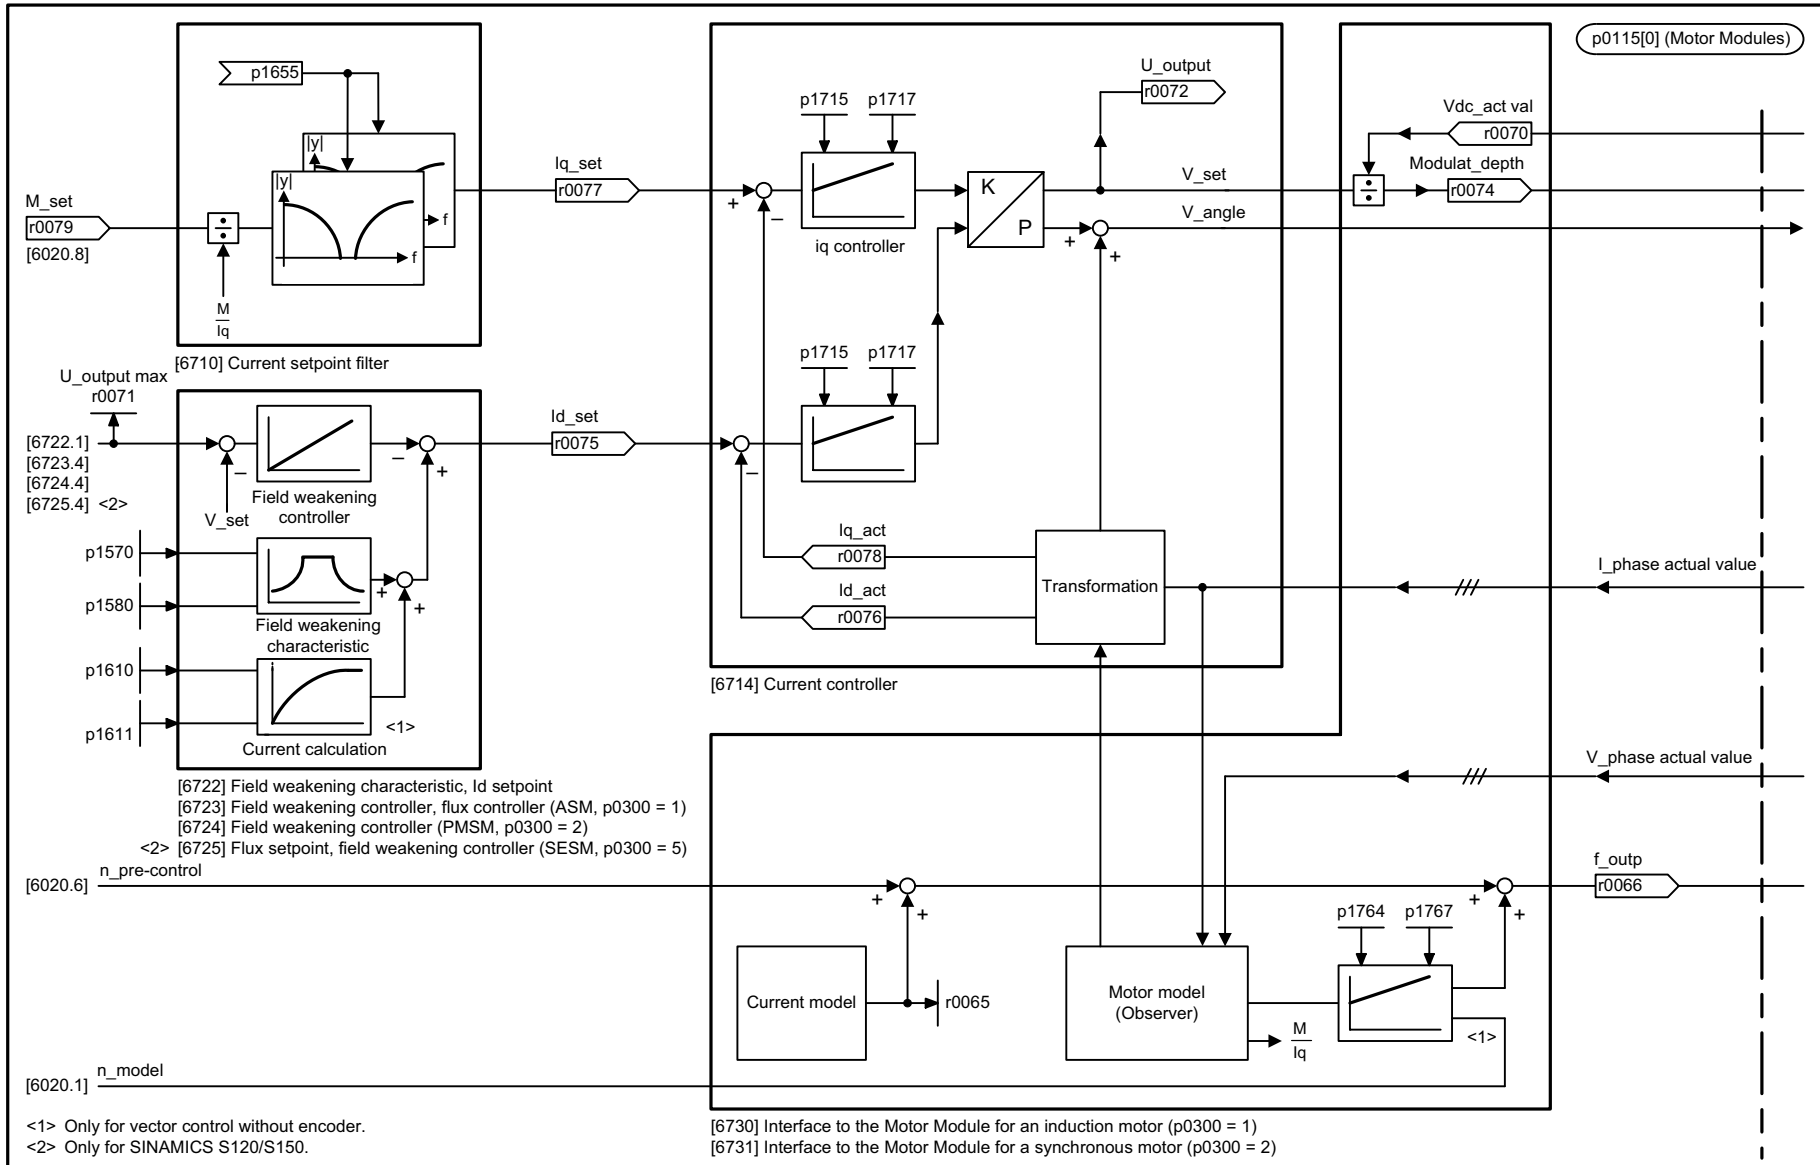 p0115[0] (Motor Modules)
p1655
|y|
f
|y|
f
M_set
r0079
[6020.8]
÷
M
Iq
[6710] Current setpoint filter
Iq_set
r0077
+
–
p1715
p1717
iq controller
K
P
U_output
r0072
V_set
V_angle
+
+
Vdc_act val
r0070
÷
Modulat_depth
r0074
U_output max
r0071
[6722.1]
[6723.4]
[6724.4]
[6725.4] <2>
–
V_set
Field weakening
controller
–
+
Id_set
r0075
–
p1715
p1717
p1570
p1580
Field weakening
characteristic
+
+
p1610
p1611
<1>
Current calculation
Iq_act
r0078
Id_act
r0076
Transformation
I_phase actual value
[6714] Current controller
V_phase actual value
[6722] Field weakening characteristic, Id setpoint
[6723] Field weakening controller, flux controller (ASM, p0300 = 1)
[6724] Field weakening controller (PMSM, p0300 = 2)
<2> [6725] Flux setpoint, field weakening controller (SESM, p0300 = 5)
n_pre-control
[6020.6]
+
+
+
+
f_outp
r0066
p1764
p1767
Current model
r0065
Motor model
(Observer)
M
Iq
<1>
n_model
[6020.1]
<1> Only for vector control without encoder.
<2> Only for SINAMICS S120/S150.
[6730] Interface to the Motor Module for an induction motor (p0300 = 1)
[6731] Interface to the Motor Module for a synchronous motor (p0300 = 2)